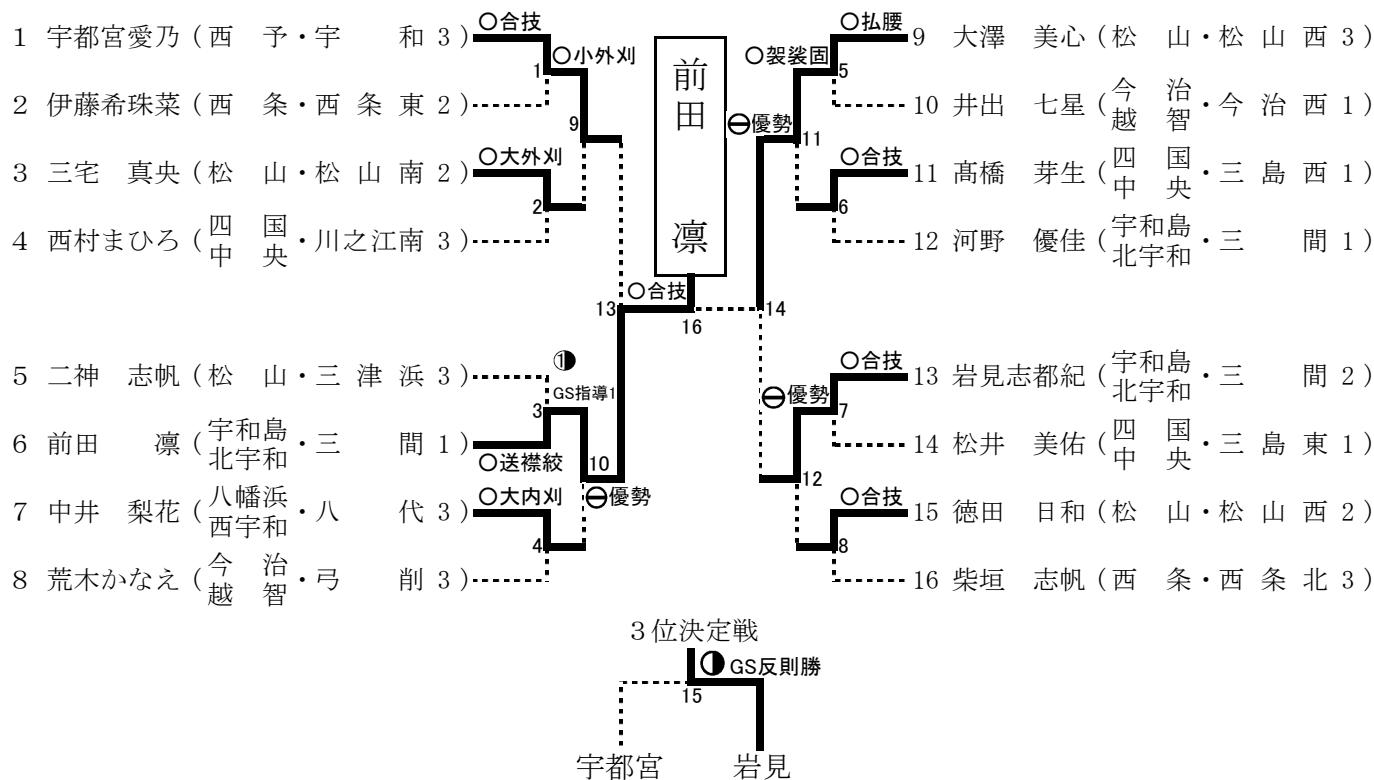 ○合技
1 宇都宮愛乃(西 予・宇 和 3)
1
○小外刈
2 伊藤希珠菜(西 条・西条東 2)
9
○大外刈
3 三宅 真央(松 山・松山南 2)
2
4 西村まひろ(四国中央・川之江南 3)
13
5 二神 志帆(松 山・三津浜 3)
①
GS指導1
3
6 前田 凛(宇和島北宇和・三 間 1)
○送襟絞
10
優勢
○大内刈
7 中井 梨花(八幡浜西宇和・八 代 3)
4
8 荒木かなえ(今治越智・弓 削 3)
前田 凛
○合技
16
○払腰
9 大澤 美心(松 山・松山西 3)
○袈裟固
5
10 井出 七星(今治越智・今治西 1)
優勢
11
○合技
11 髙橋 芽生(四国中央・三島西 1)
6
12 河野 優佳(宇和島北宇和・三 間 1)
14
○合技
13 岩見志都紀(宇和島北宇和・三 間 2)
優勢
7
14 松井 美佑(四国中央・三島東 1)
12
○合技
15 徳田 日和(松 山・松山西 2)
8
16 柴垣 志帆(西 条・西条北 3)
3位決定戦
GS反則勝
15
宇都宮 岩見